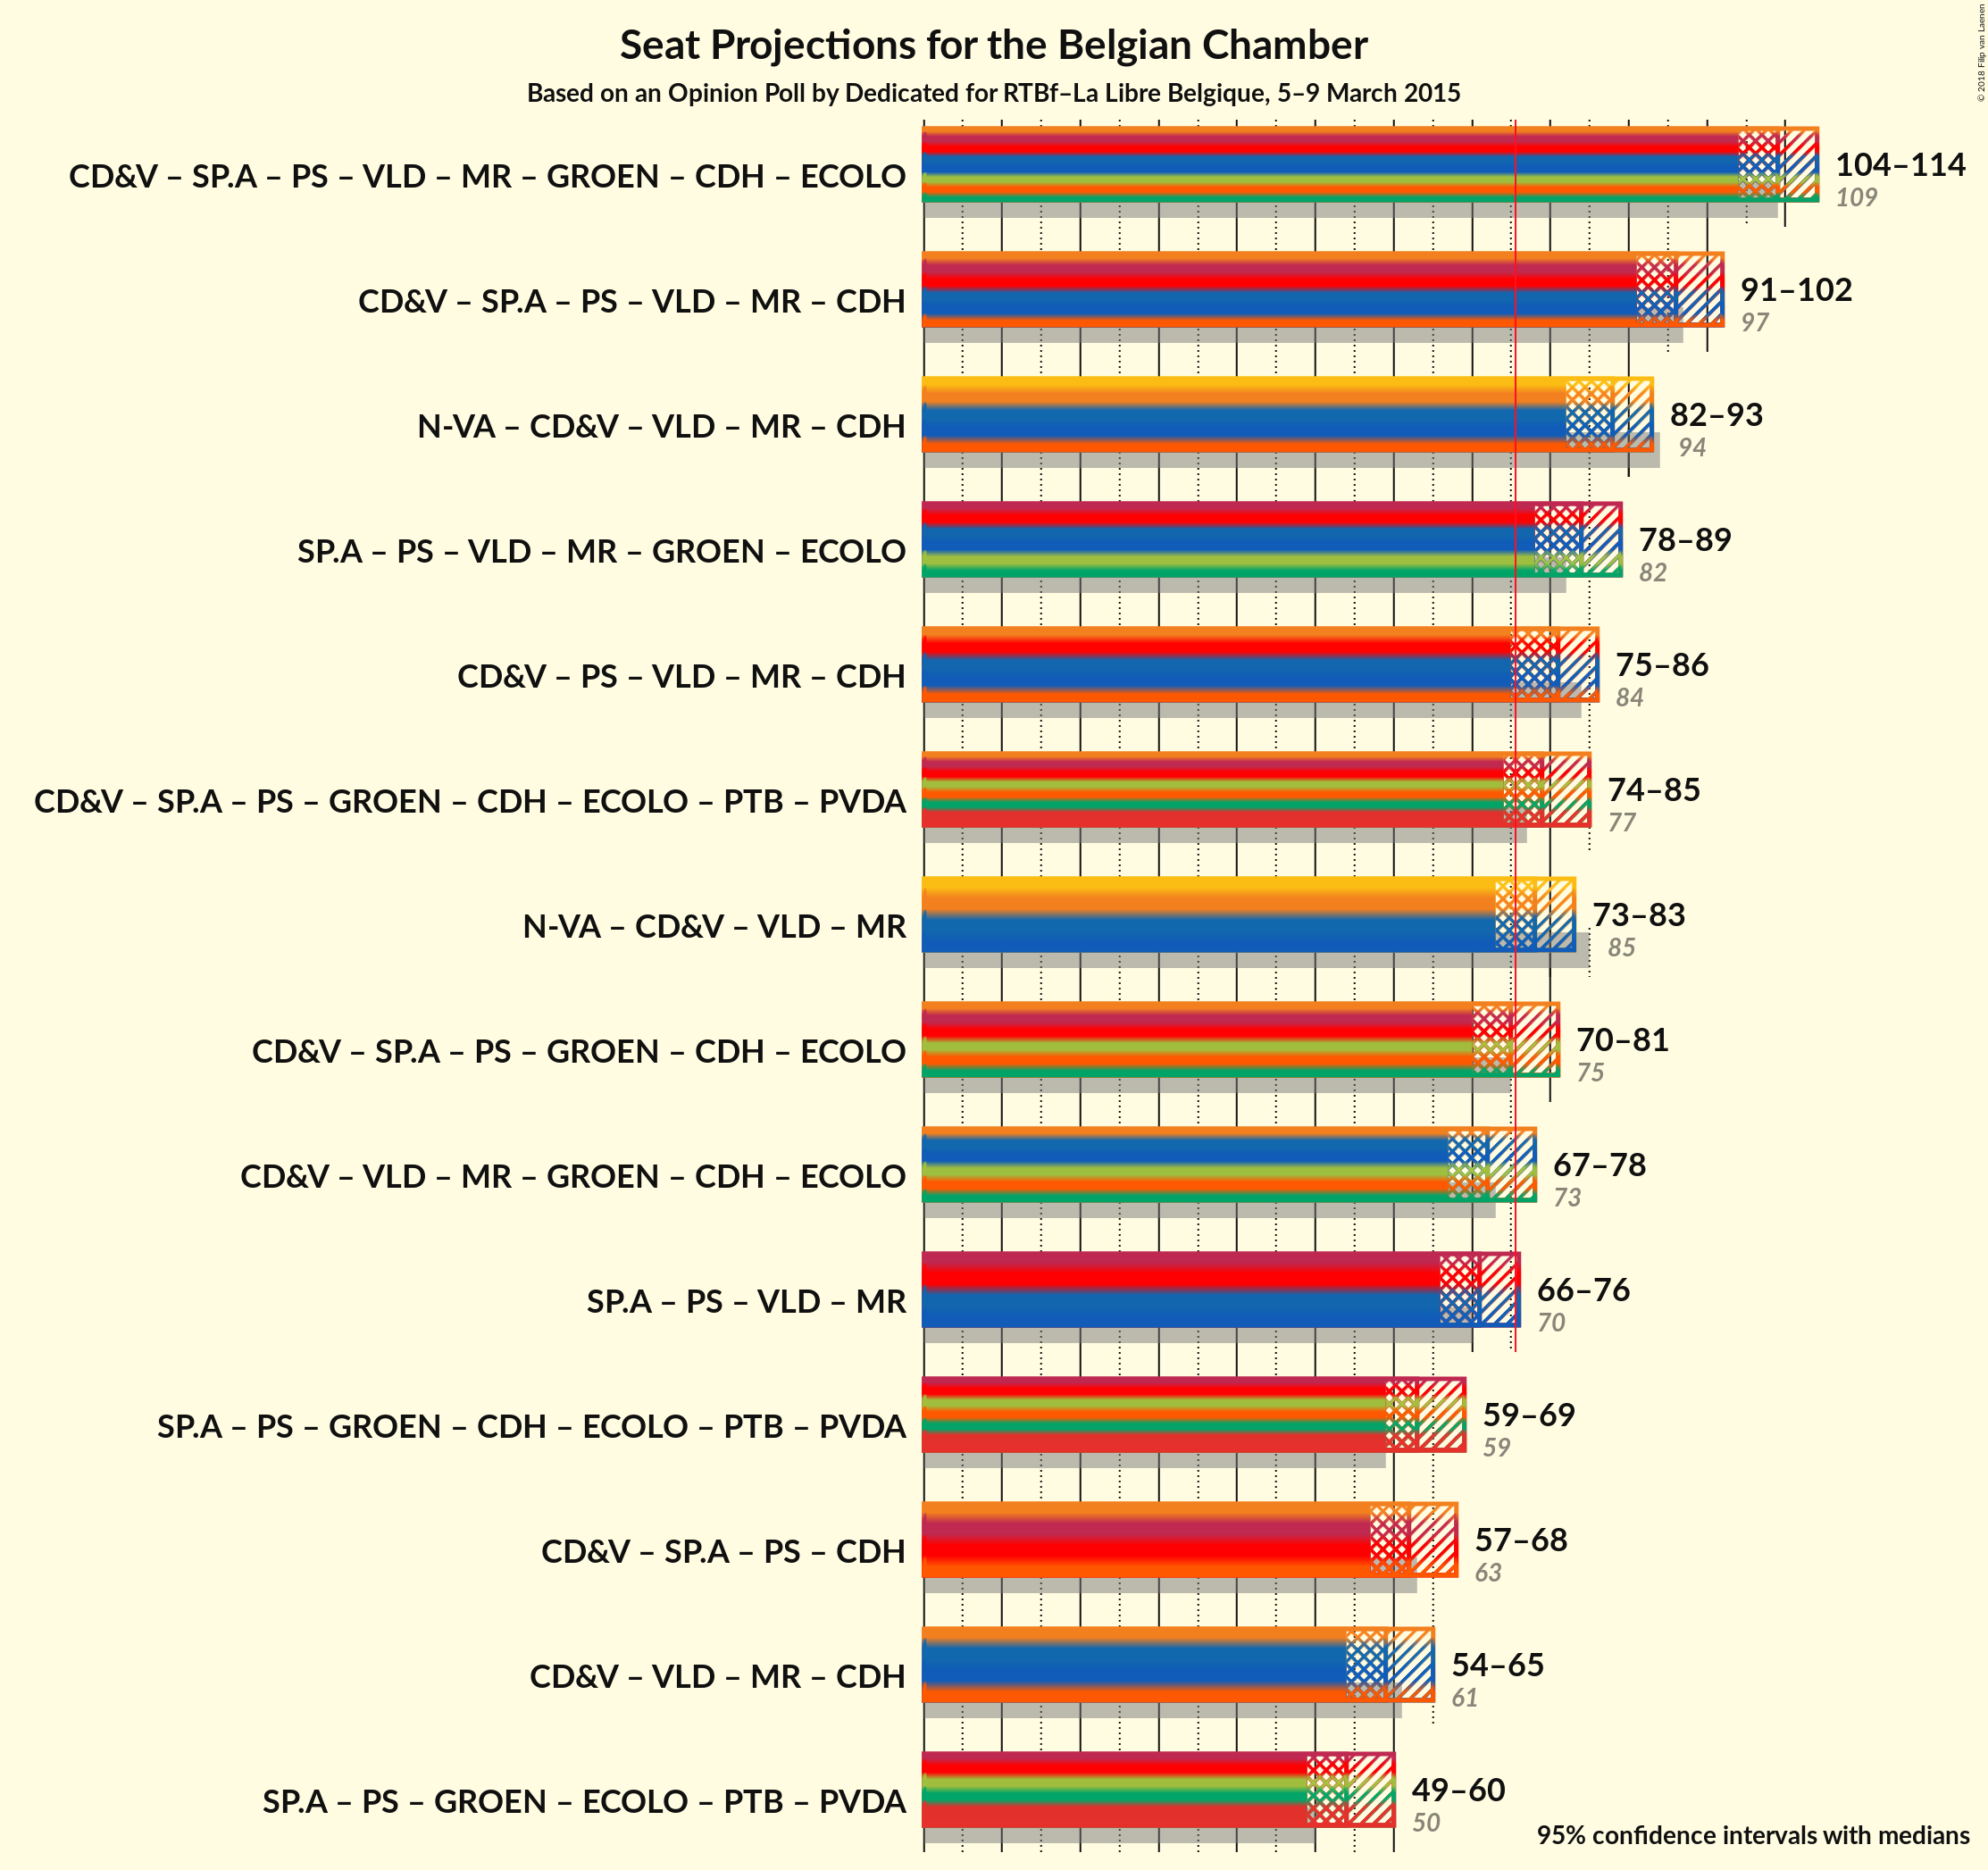 Seat Projections for the Belgian Chamber
Based on an Opinion Poll by Dedicated for RTBf–La Libre Belgique, 5–9 March 2015
© 2018 Filip van Laenen
CD&V – SP.A – PS – VLD – MR – GROEN – CDH – ECOLO
104–114
109
CD&V – SP.A – PS – VLD – MR – CDH
91–102
97
N-VA – CD&V – VLD – MR – CDH
82–93
94
SP.A – PS – VLD – MR – GROEN – ECOLO
78–89
82
CD&V – PS – VLD – MR – CDH
75–86
84
CD&V – SP.A – PS – GROEN – CDH – ECOLO – PTB – PVDA
74–85
77
N-VA – CD&V – VLD – MR
73–83
85
CD&V – SP.A – PS – GROEN – CDH – ECOLO
70–81
75
CD&V – VLD – MR – GROEN – CDH – ECOLO
67–78
73
SP.A – PS – VLD – MR
66–76
70
SP.A – PS – GROEN – CDH – ECOLO – PTB – PVDA
59–69
59
CD&V – SP.A – PS – CDH
57–68
63
CD&V – VLD – MR – CDH
54–65
61
SP.A – PS – GROEN – ECOLO – PTB – PVDA
49–60
50
95% confidence intervals with medians